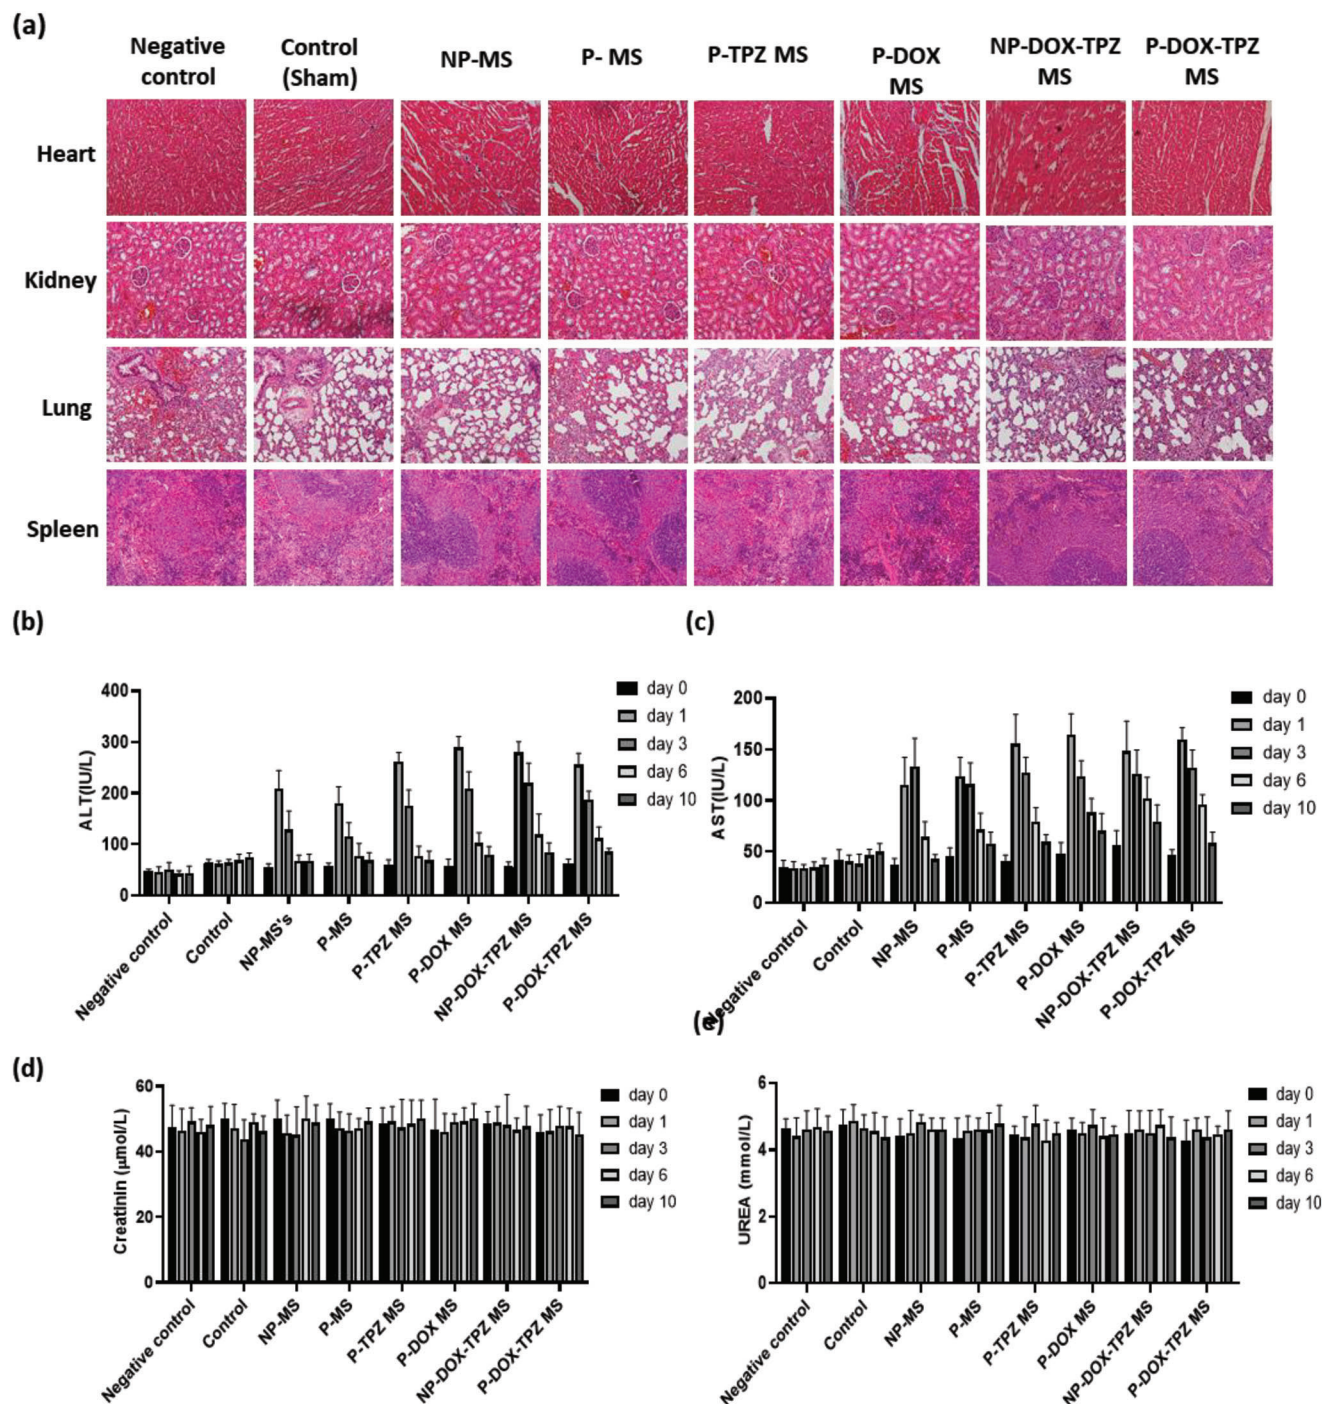 (a)
Negative control
Control (Sham)
NP-MS
P- MS
P-TPZ MS
P-DOX MS
NP-DOX-TPZ MS
P-DOX-TPZ MS
Heart
Kidney
Lung
Spleen
(b)
ALT(IU/L)
400
300
200
100
0
day 0
day 1
day 3
day 6
day 10
Negative control
Control
NP-MS's
P-MS
P-TPZ MS
P-DOX MS
NP-DOX-TPZ MS
P-DOX-TPZ MS
(c)
AST(IU/L)
200
150
100
50
0
day 0
day 1
day 3
day 6
day 10
Negative control
Control
NP-MS
P-MS
P-TPZ MS
P-DOX MS
NP-DOX-TPZ MS
P-DOX-TPZ MS
(d)
Creatinin (μmol/L)
60
40
20
0
day 0
day 1
day 3
day 6
day 10
Negative control
Control
NP-MS
P-MS
P-TPZ MS
P-DOX MS
NP-DOX-TPZ MS
P-DOX-TPZ MS
(e)
UREA (mmol/L)
6
4
2
0
day 0
day 1
day 3
day 6
day 10
Negative control
Control
NP-MS
P-MS
P-TPZ MS
P-DOX MS
NP-DOX-TPZ MS
P-DOX-TPZ MS